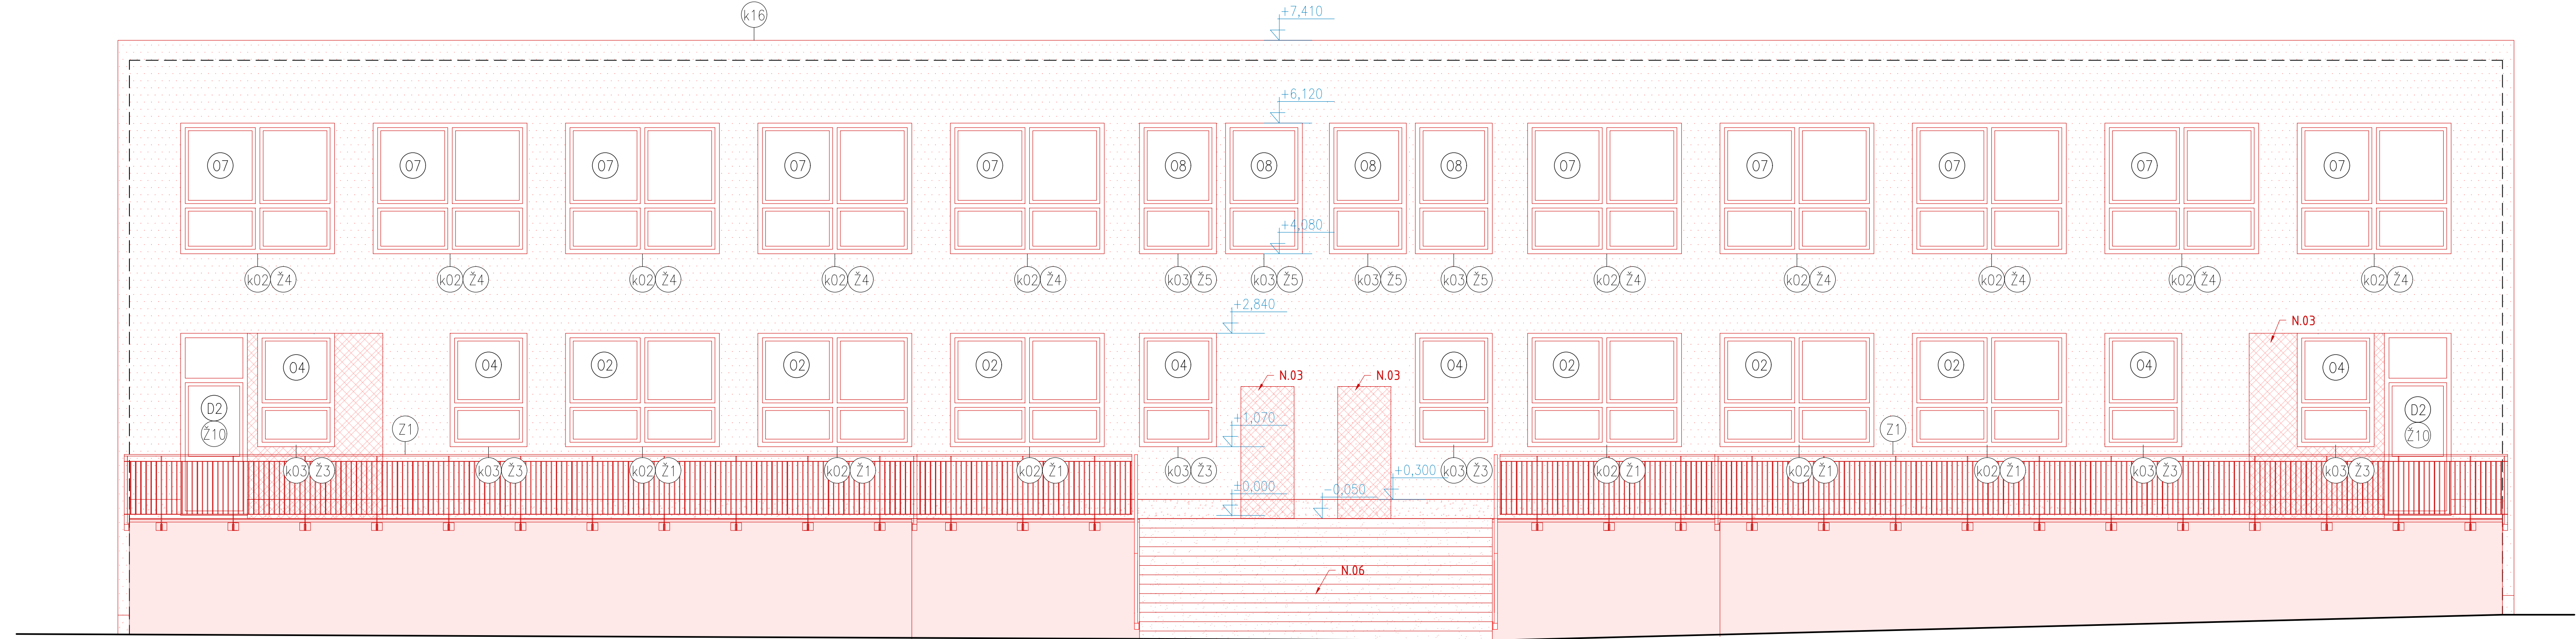 k16
+7,410
+6,120
07 07 07 07 07 08 08 08 08 07 07 07 07 07
+4,080
k02 Ž4 k02 Ž4 k02 Ž4 k02 Ž4 k02 Ž4 k03 Ž5 k03 Ž5 k03 Ž5 k03 Ž5 k02 Ž4 k02 Ž4 k02 Ž4 k02 Ž4 k02 Ž4
+2,840
N.03
04 04 02 02 02 04 04 02 02 02 04 04
N.03 N.03
D2 D2
+1,070
Ž10 Z1 Z1 Ž10
k03 Ž3 k03 Ž3 k02 Ž1 k02 Ž1 k02 Ž1 k03 Ž3 +0,300 k03 Ž3 k02 Ž1 k02 Ž1 k02 Ž1 k03 Ž3 k03 Ž3
±0,000 -0,050
N.06